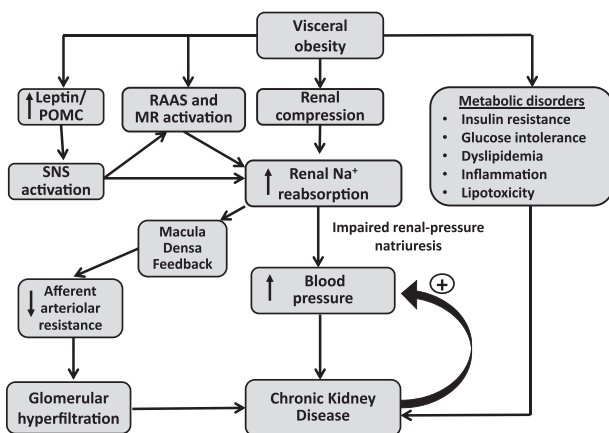 Visceral
obesity
Leptin/
POMC
RAAS and
MR activation
Renal
compression
Metabolic disorders
• Insulin resistance
• Glucose intolerance
• Dyslipidemia
• Inflammation
• Lipotoxicity
SNS
activation
Renal Na⁺
reabsorption
Macula
Densa
Feedback
Impaired renal-pressure
natriuresis
Afferent
arteriolar
resistance
Blood
pressure
+
Glomerular
hyperfiltration
Chronic Kidney
Disease